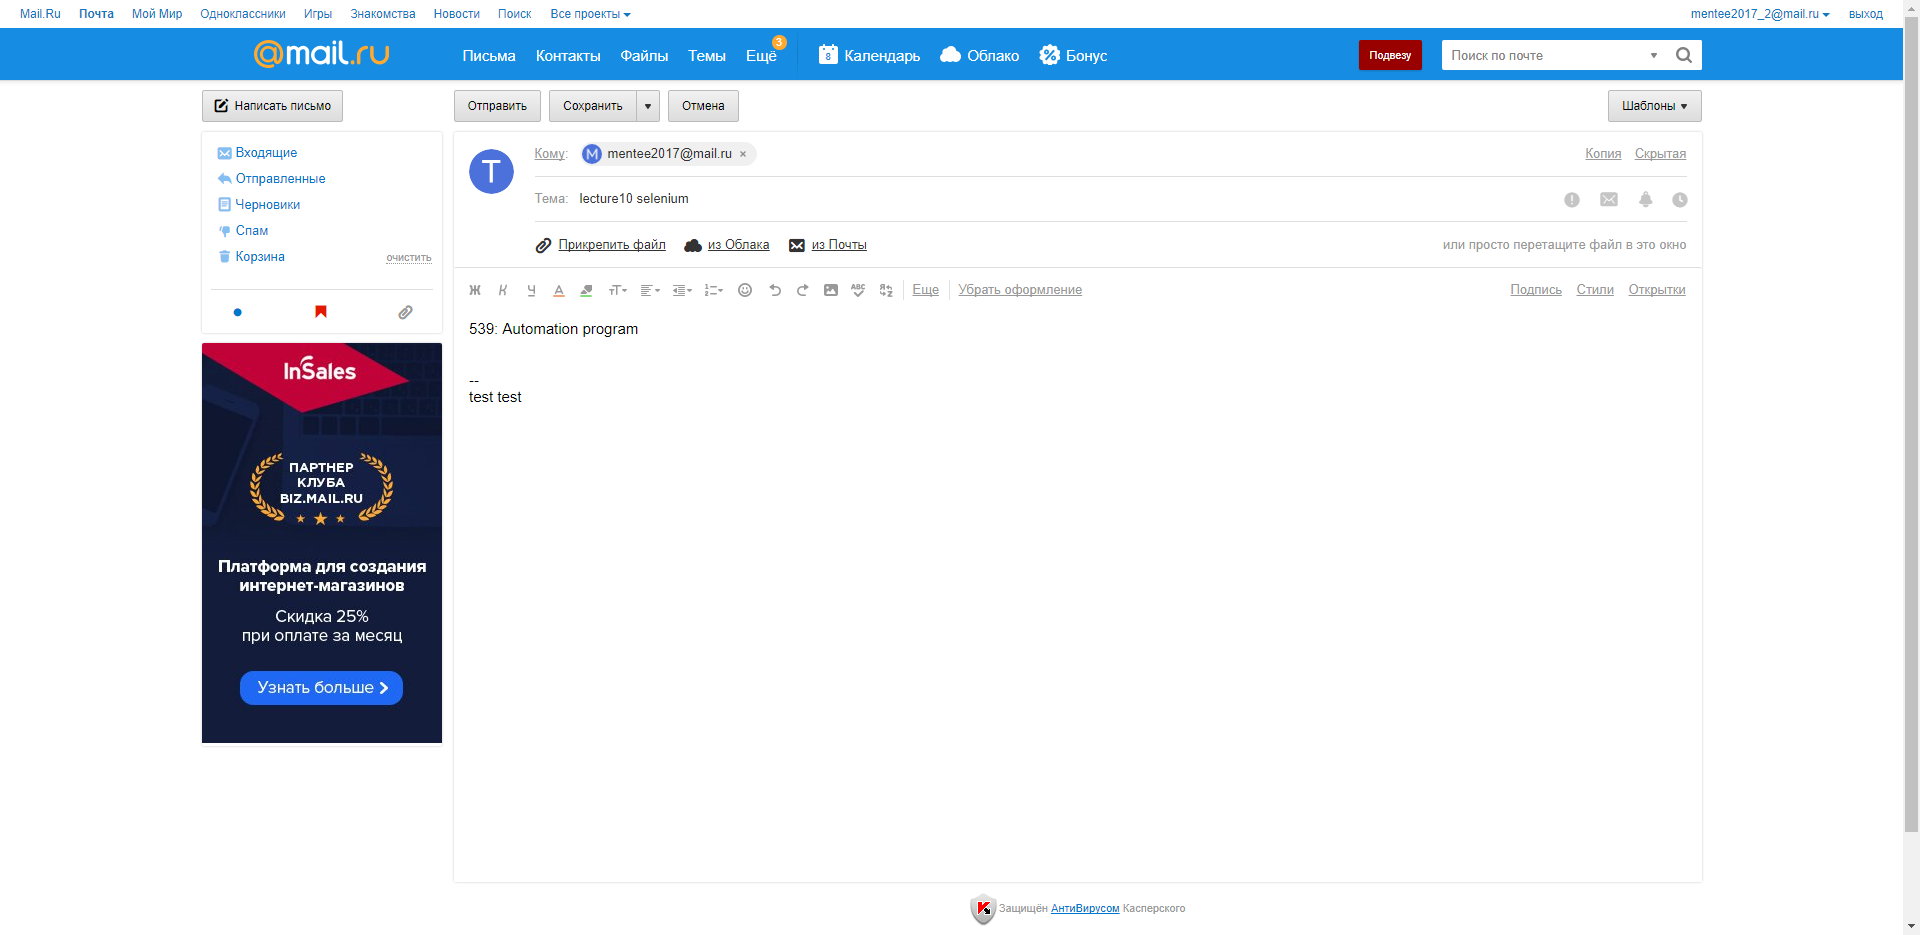 Mail.Ru Почта Мой Мир Одноклассники Игры Знакомства Новости Поиск Все проекты mentee2017_2@mail.ru выход
@mail.ru Письма Контакты Файлы Темы Ещё 3 8 Календарь Облако Бонус Подвезу Поиск по почте
Написать письмо Отправить Сохранить Отмена Шаблоны
Входящие
Отправленные
Черновики
Спам
Корзина очистить
InSales
ПАРТНЕР
КЛУБА
BIZ.MAIL.RU
Платформа для создания
интернет-магазинов
Скидка 25%
при оплате за месяц
Узнать больше
T
Кому: M mentee2017@mail.ru × Копия Скрытая
Тема: lecture10 selenium
Прикрепить файл из Облака из Почты или просто перетащите файл в это окно
Ж К Ч А тТ ABC Еще Убрать оформление Подпись Стили Открытки
539: Automation program
--
test test
Защищён АнтиВирусом Касперского